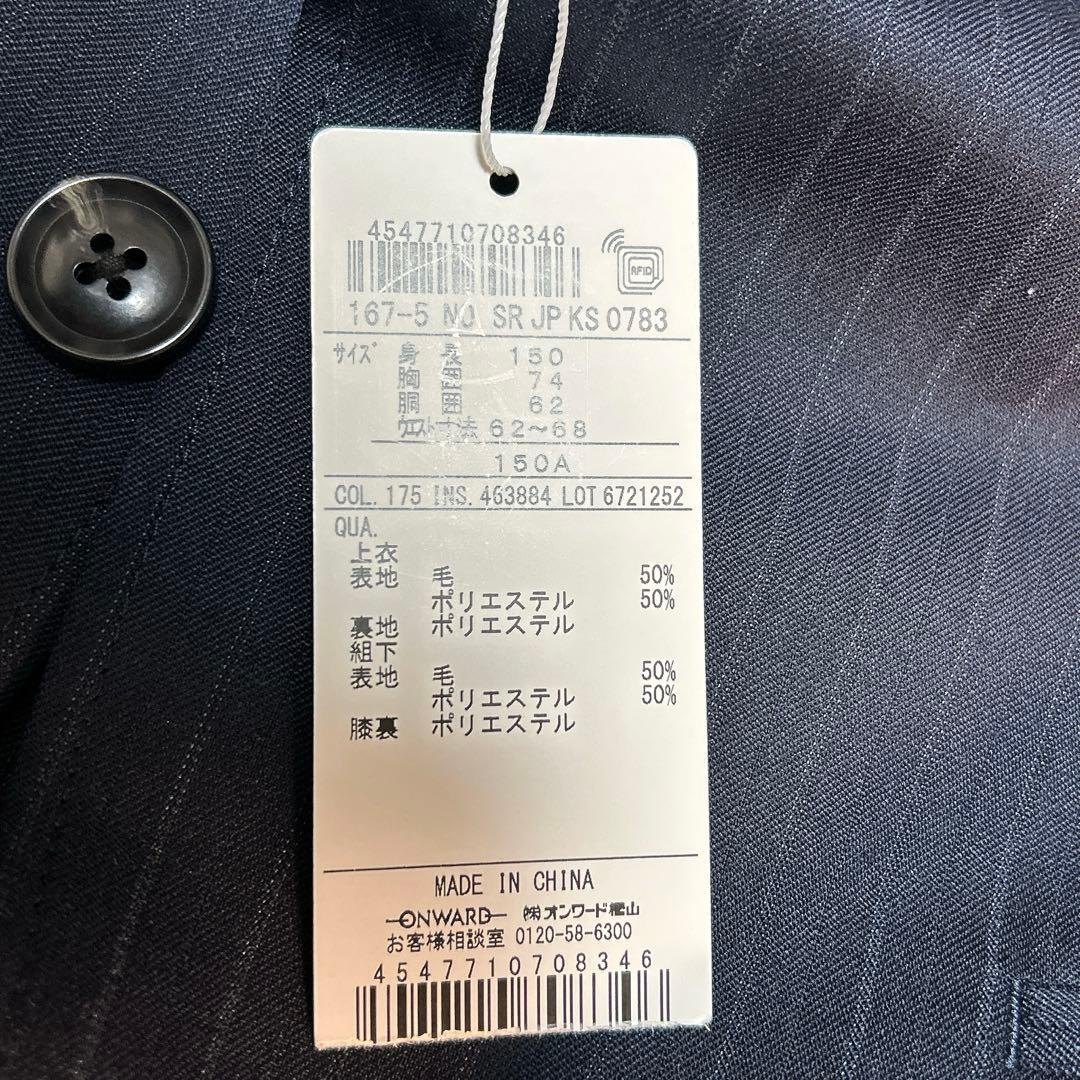 4547710708346
RFID
167-5 NO SR JP KS 0783
サイズ 身長 150
胸囲 74
胴囲 62
ウエスト寸法 62~68
150A
COL. 175 INS. 463884 LOT 6721252
QUA.
上衣
表地 毛 50%
ポリエステル 50%
裏地 ポリエステル
組下
表地 毛 50%
ポリエステル 50%
膝裏 ポリエステル
MADE IN CHINA
ONWARD ㈱オンワード樫山
お客様相談室 0120-58-6300
4547710708346